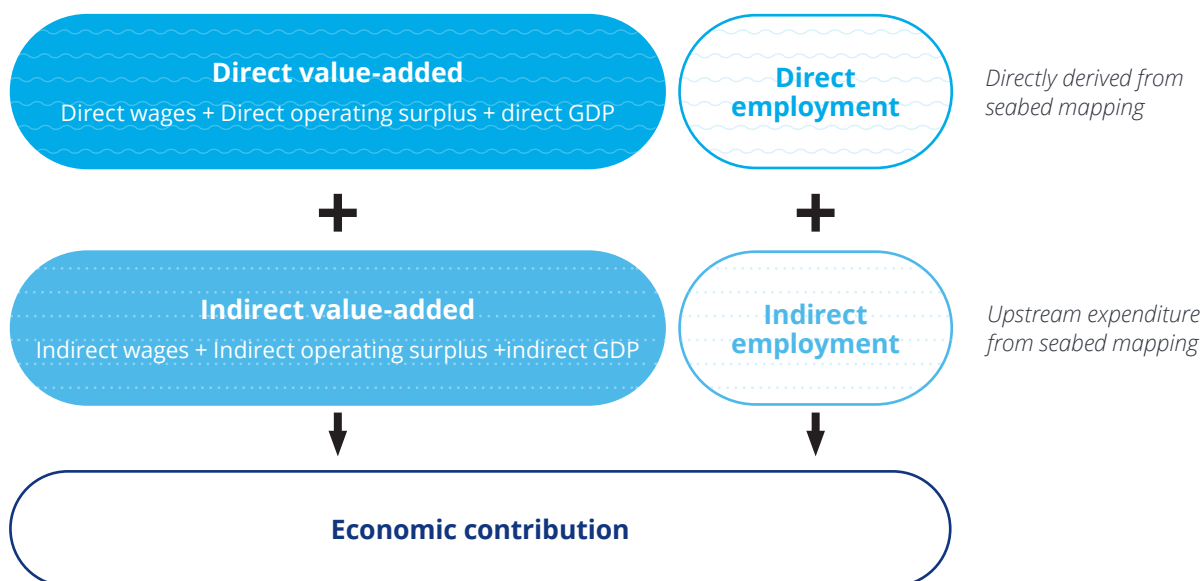 Direct value-added
Direct wages + Direct operating surplus + direct GDP
Direct
employment
Directly derived from
seabed mapping
+
+
Indirect value-added
Indirect wages + Indirect operating surplus +indirect GDP
Indirect
employment
Upstream expenditure
from seabed mapping
Economic contribution